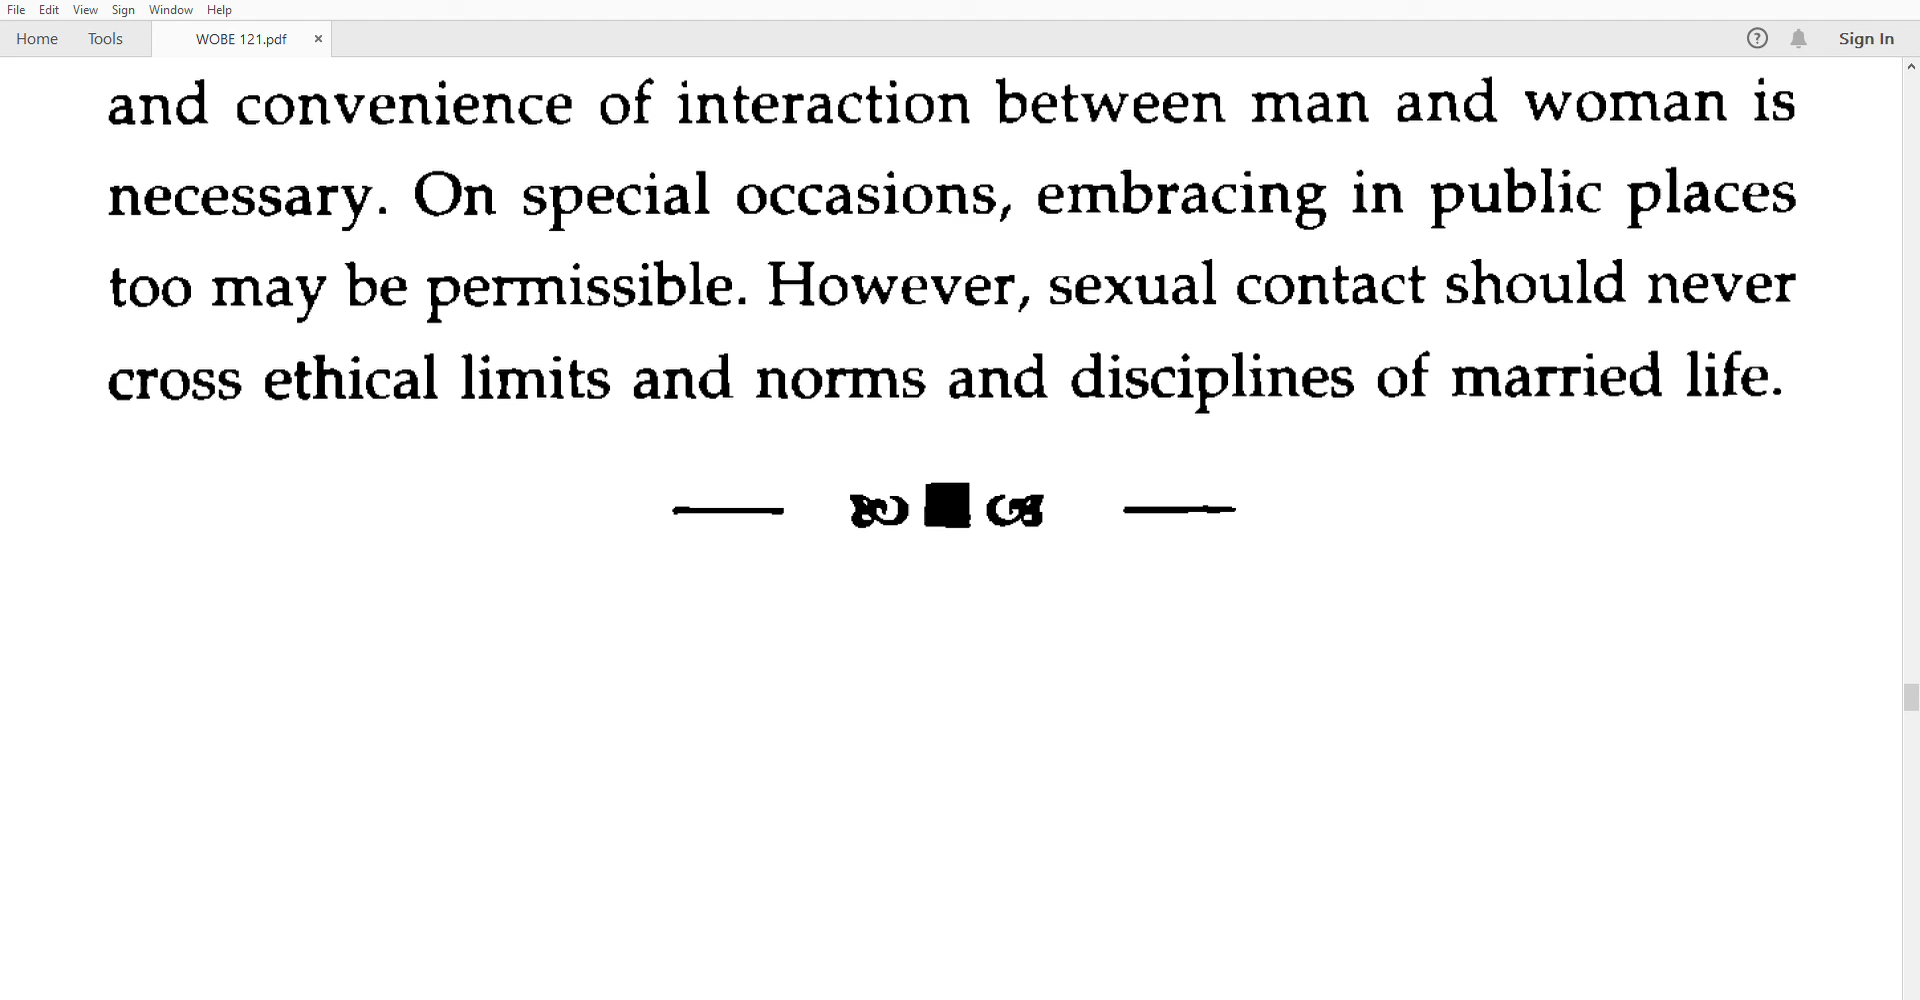 File Edit View Sign Window Help
Home Tools WOBE 121.pdf × ? Sign In
and convenience of interaction between man and woman is
necessary. On special occasions, embracing in public places
too may be permissible. However, sexual contact should never
cross ethical limits and norms and disciplines of married life.